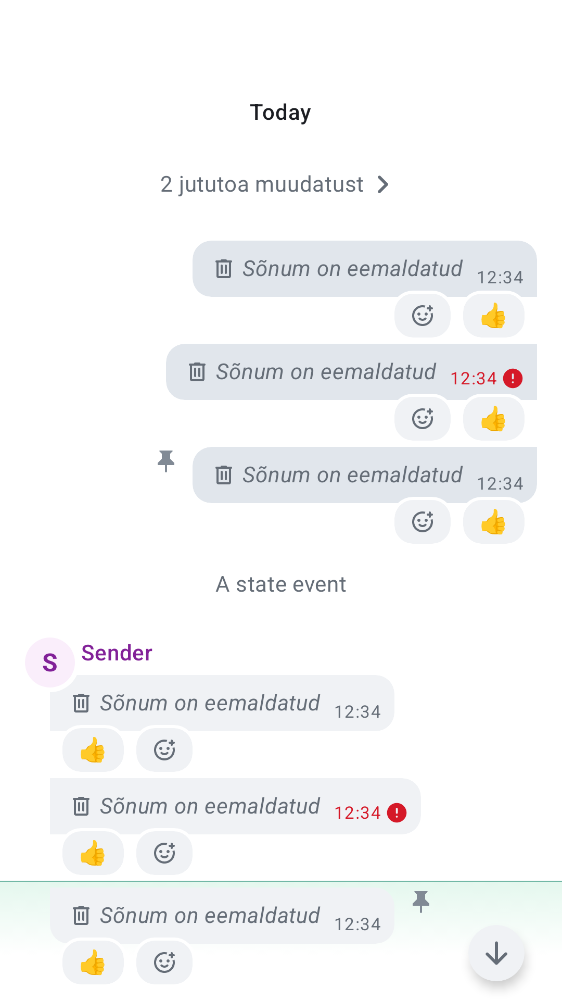 Today
2 jututoa muudatust
Sõnum on eemaldatud 12:34
👍
Sõnum on eemaldatud 12:34
👍
Sõnum on eemaldatud 12:34
👍
A state event
S Sender
Sõnum on eemaldatud 12:34
👍
Sõnum on eemaldatud 12:34
👍
Sõnum on eemaldatud 12:34
👍